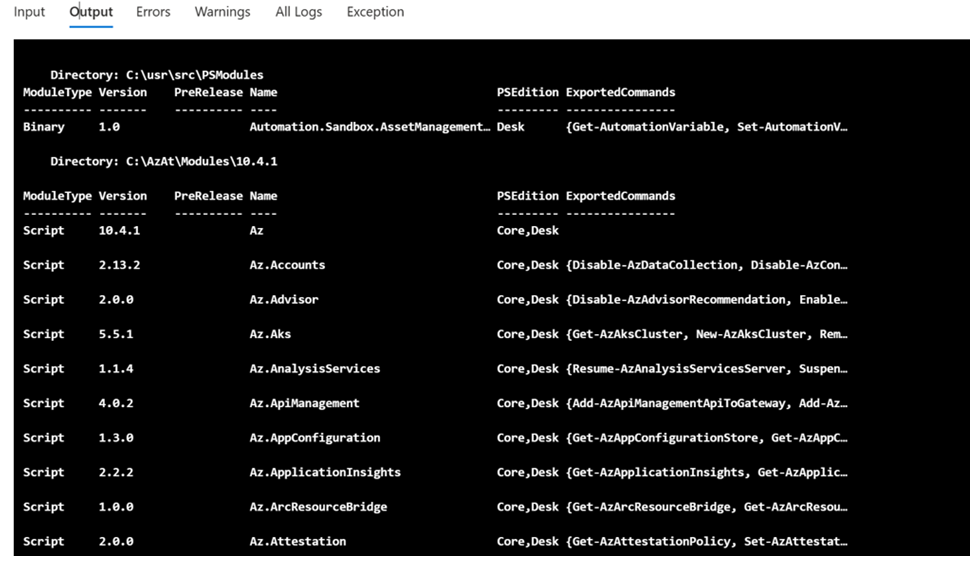 Input Output Errors Warnings All Logs Exception
Directory: C:\usr\src\PSModules
ModuleType Version PreRelease Name PSEdition ExportedCommands
---------- ------- ---------- ---- --------- ----------------
Binary 1.0 Automation.Sandbox.AssetManagement… Desk {Get-AutomationVariable, Set-AutomationV…
Directory: C:\AzAt\Modules\10.4.1
ModuleType Version PreRelease Name PSEdition ExportedCommands
---------- ------- ---------- ---- --------- ----------------
Script 10.4.1 Az Core,Desk
Script 2.13.2 Az.Accounts Core,Desk {Disable-AzDataCollection, Disable-AzCon…
Script 2.0.0 Az.Advisor Core,Desk {Disable-AzAdvisorRecommendation, Enable…
Script 5.5.1 Az.Aks Core,Desk {Get-AzAksCluster, New-AzAksCluster, Rem…
Script 1.1.4 Az.AnalysisServices Core,Desk {Resume-AzAnalysisServicesServer, Suspen…
Script 4.0.2 Az.ApiManagement Core,Desk {Add-AzApiManagementApiToGateway, Add-Az…
Script 1.3.0 Az.AppConfiguration Core,Desk {Get-AzAppConfigurationStore, Get-AzAppC…
Script 2.2.2 Az.ApplicationInsights Core,Desk {Get-AzApplicationInsights, Get-AzApplic…
Script 1.0.0 Az.ArcResourceBridge Core,Desk {Get-AzArcResourceBridge, Get-AzArcResou…
Script 2.0.0 Az.Attestation Core,Desk {Get-AzAttestationPolicy, Set-AzAttestat…